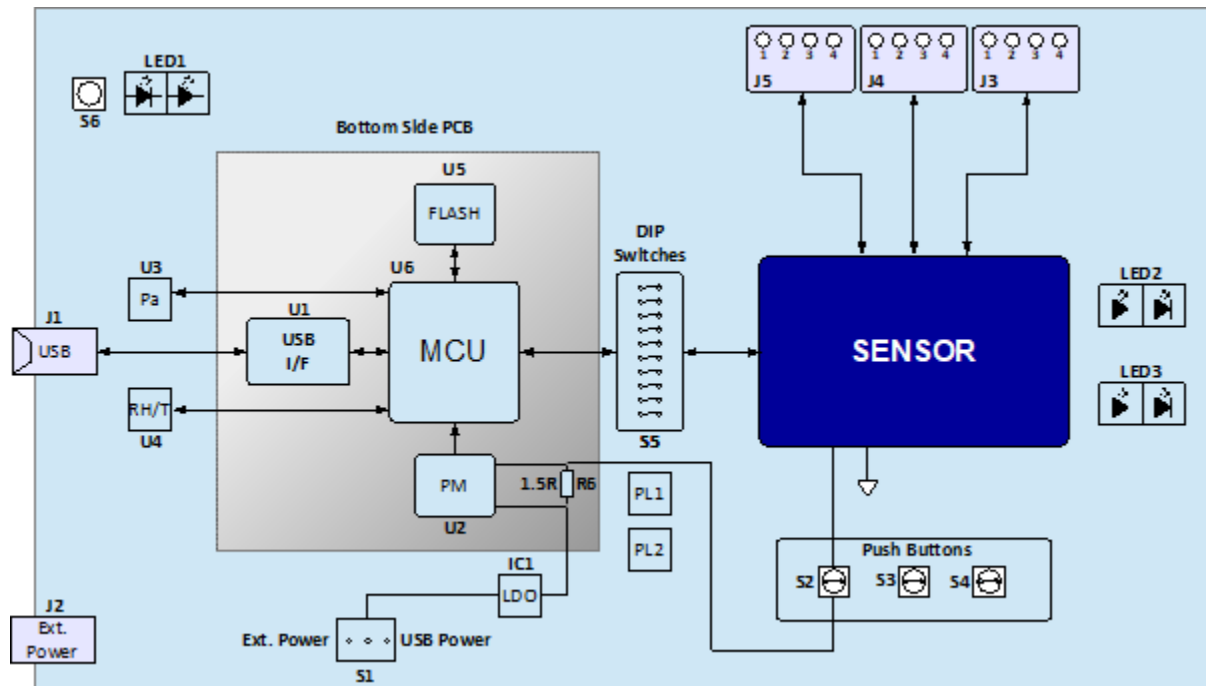 LED1
S6
1 2 3 4
J5
1 2 3 4
J4
1 2 3 4
J3
Bottom Side PCB
U5
FLASH
U6
U3
Pa
J1
USB
U1
USB
I/F
MCU
RH/T
U4
PM
U2
1.5R
R6
DIP
Switches
S5
SENSOR
LED2
LED3
PL1
PL2
Push Buttons
S2
S3
S4
IC1
LDO
J2
Ext.
Power
Ext. Power
USB Power
S1